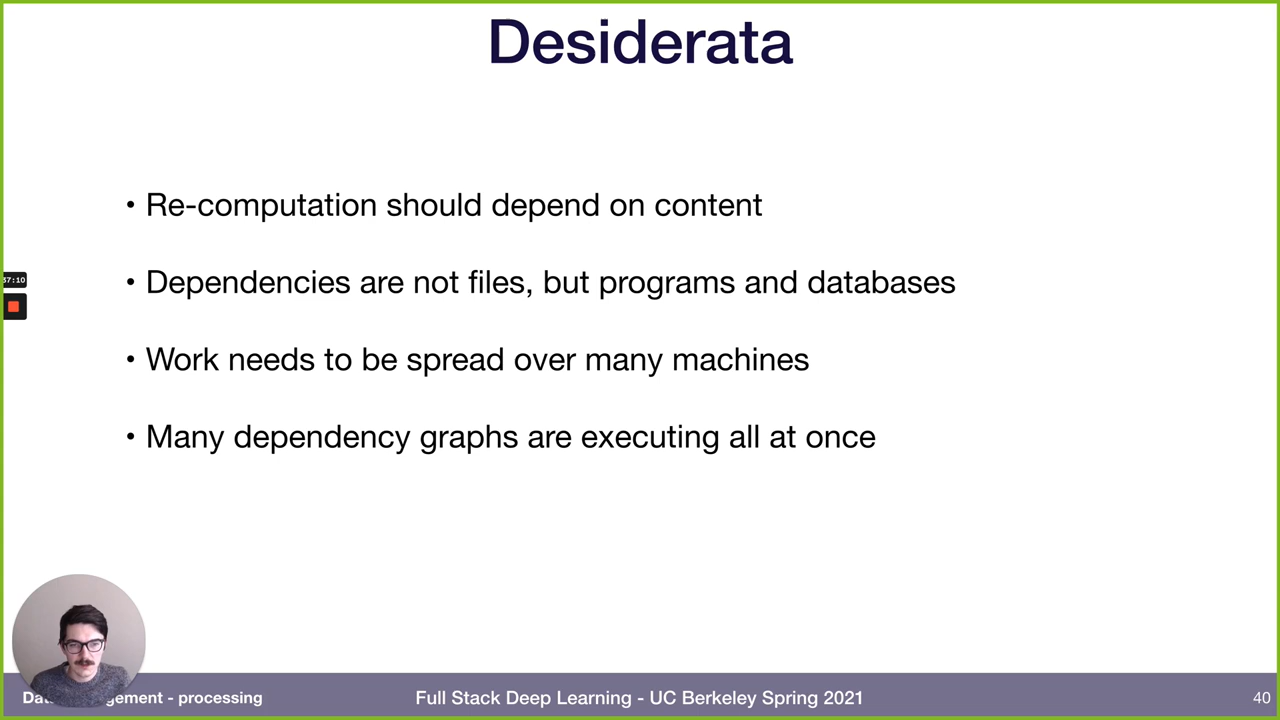 Desiderata
• Re-computation should depend on content
• Dependencies are not files, but programs and databases
• Work needs to be spread over many machines
• Many dependency graphs are executing all at once
37:10
management - processing
Full Stack Deep Learning - UC Berkeley Spring 2021
40